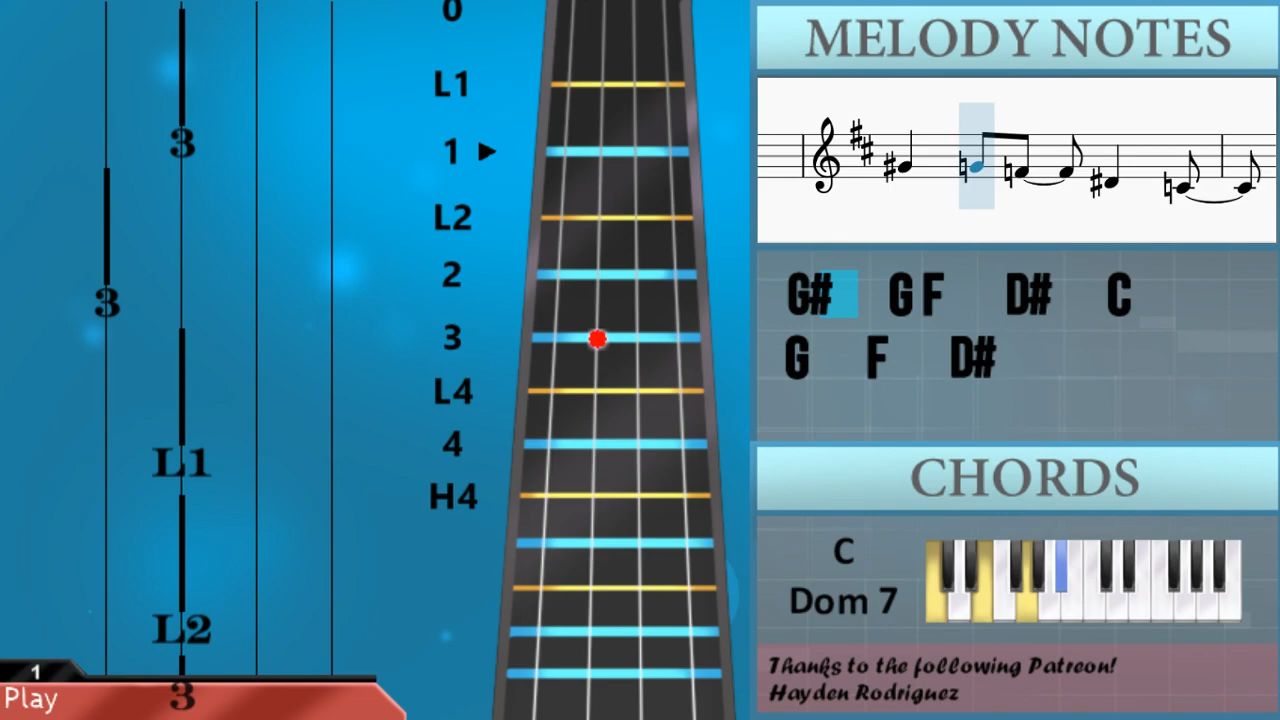 3
3
L1
L2
1
Play
3
0
L1
1
L2
2
3
L4
4
H4
MELODY NOTES
G# G F D# C
G F D#
CHORDS
C
Dom 7
Thanks to the following Patreon!
Hayden Rodriguez